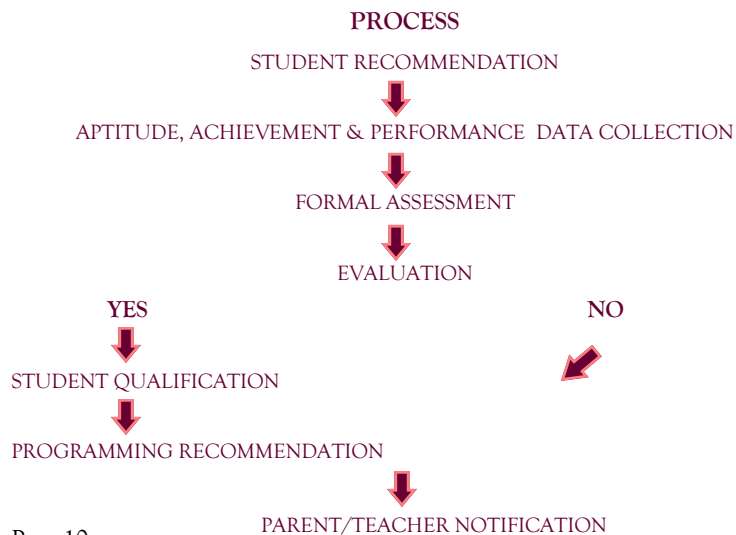 PROCESS
STUDENT RECOMMENDATION
APTITUDE, ACHIEVEMENT & PERFORMANCE DATA COLLECTION
FORMAL ASSESSMENT
EVALUATION
YES NO
STUDENT QUALIFICATION
PROGRAMMING RECOMMENDATION
PARENT/TEACHER NOTIFICATION